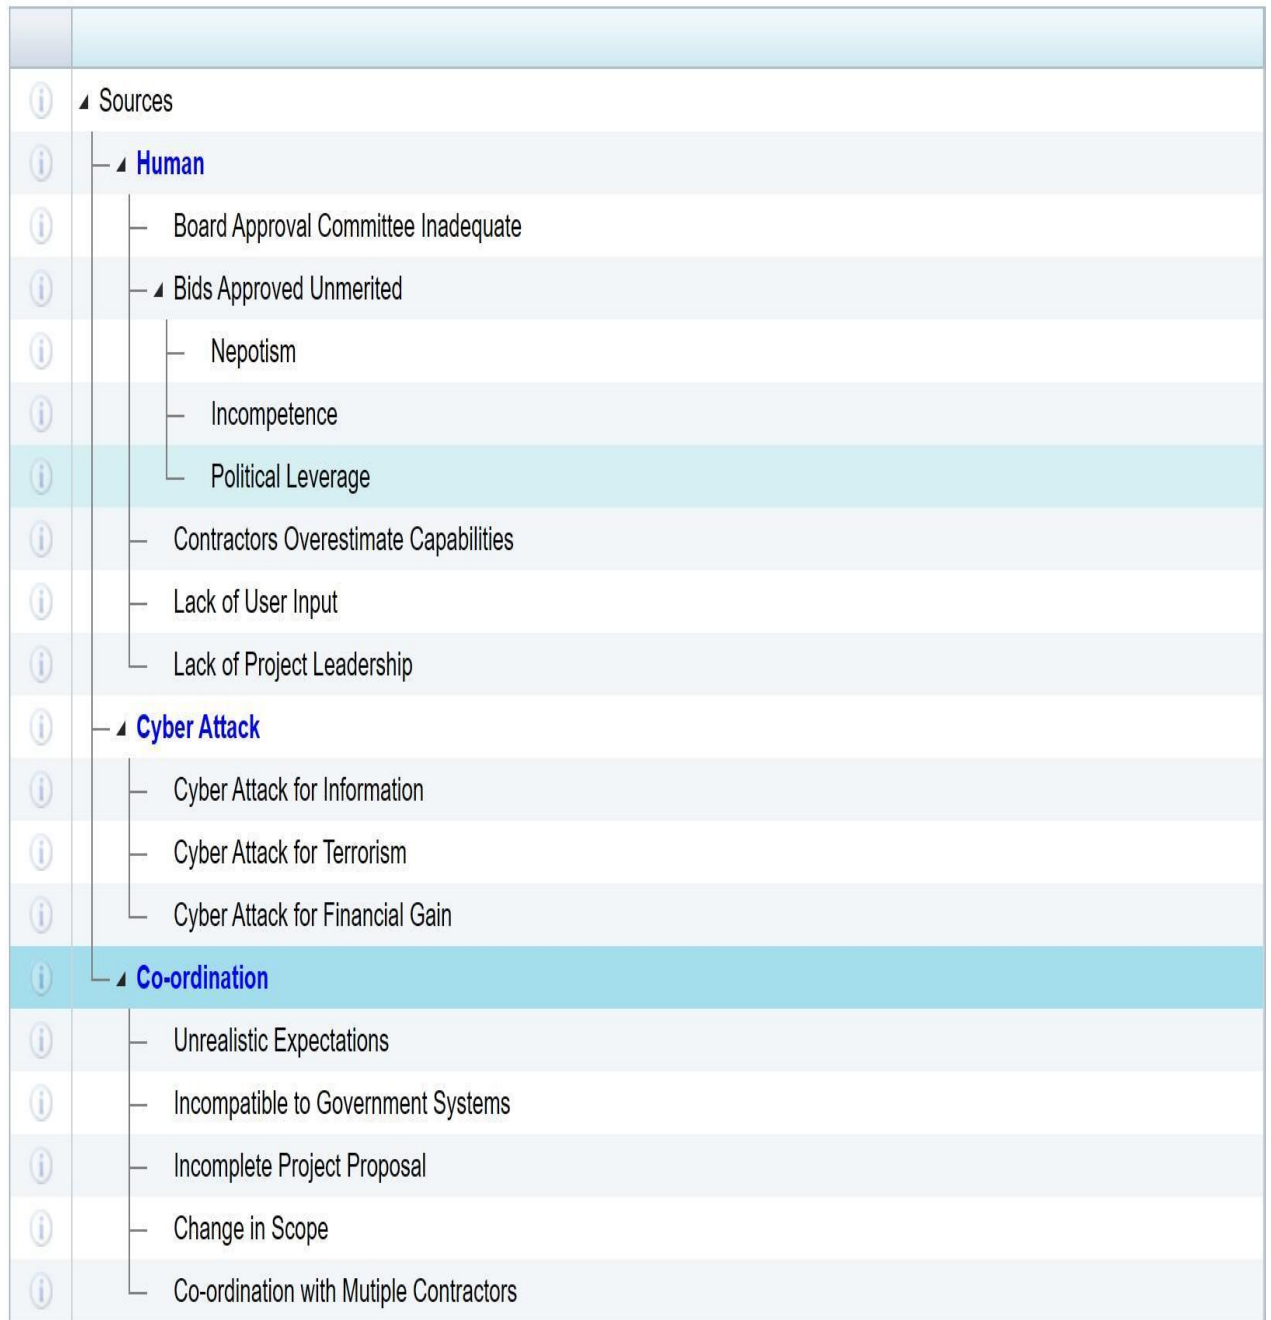 Sources
Human
Board Approval Committee Inadequate
Bids Approved Unmerited
Nepotism
Incompetence
Political Leverage
Contractors Overestimate Capabilities
Lack of User Input
Lack of Project Leadership
Cyber Attack
Cyber Attack for Information
Cyber Attack for Terrorism
Cyber Attack for Financial Gain
Co-ordination
Unrealistic Expectations
Incompatible to Government Systems
Incomplete Project Proposal
Change in Scope
Co-ordination with Mutiple Contractors